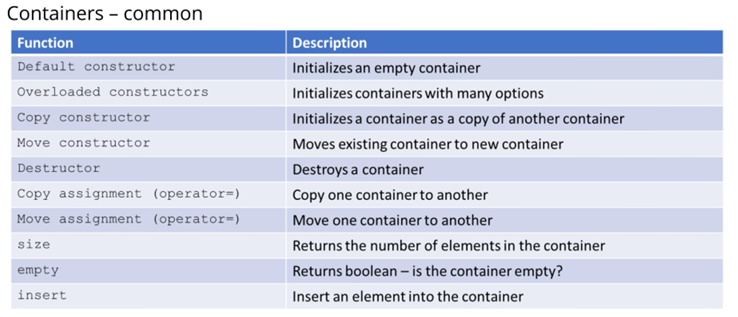 Containers – common
Function Description
Default constructor Initializes an empty container
Overloaded constructors Initializes containers with many options
Copy constructor Initializes a container as a copy of another container
Move constructor Moves existing container to new container
Destructor Destroys a container
Copy assignment (operator=) Copy one container to another
Move assignment (operator=) Move one container to another
size Returns the number of elements in the container
empty Returns boolean – is the container empty?
insert Insert an element into the container